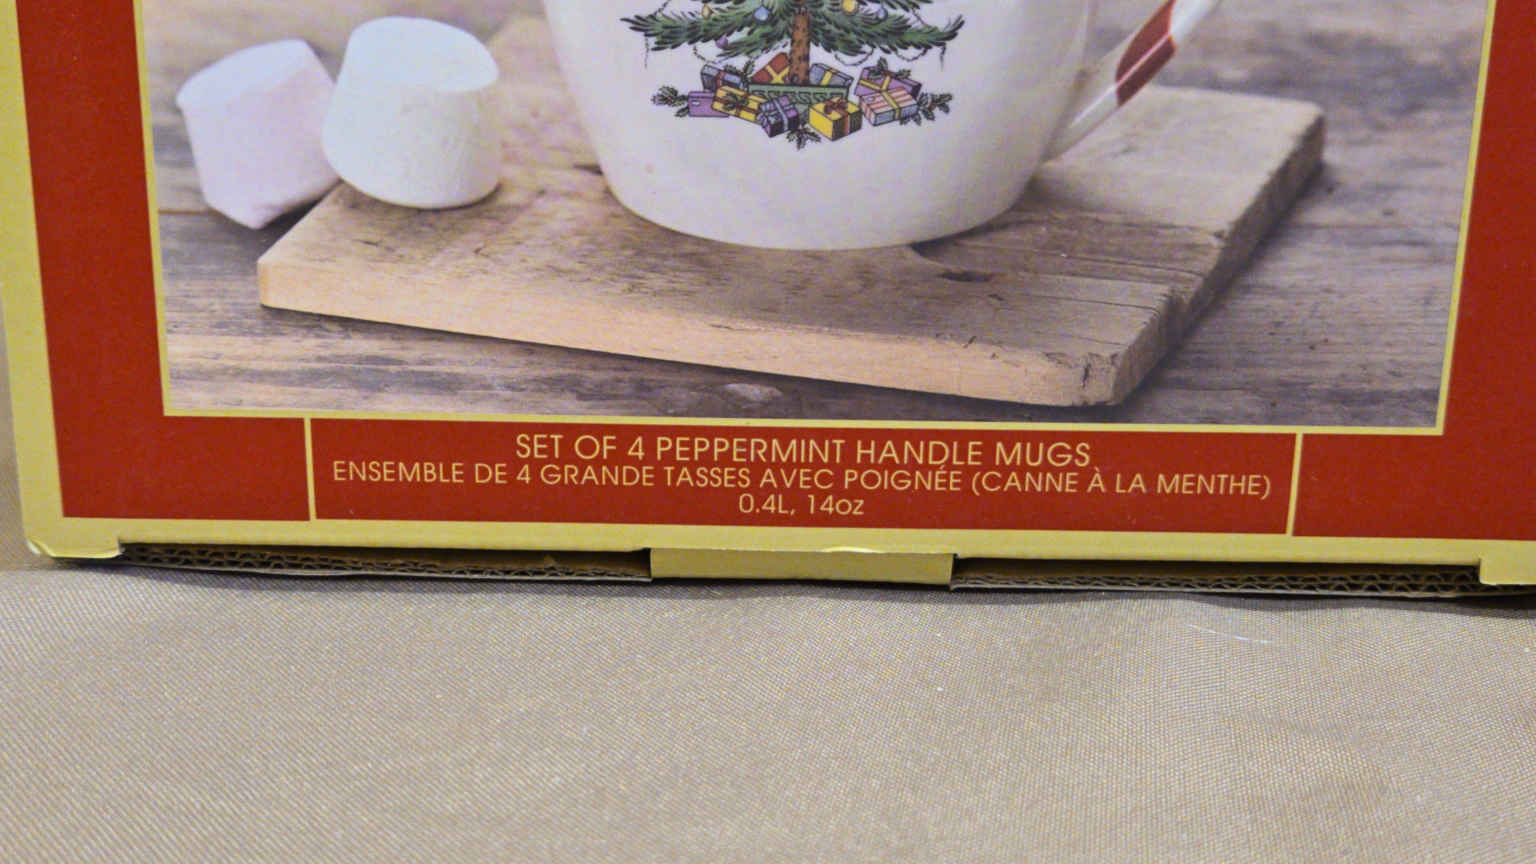 SET OF 4 PEPPERMINT HANDLE MUGS
ENSEMBLE DE 4 GRANDE TASSES AVEC POIGNÉE (CANNE À LA MENTHE)
0.4L, 14oz